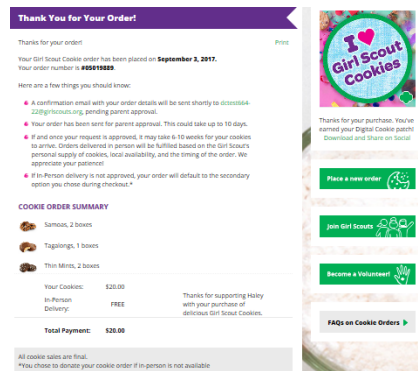 Thank You for Your Order!
Thanks for your order!
Print
Your Girl Scout Cookie order has been placed on September 3, 2017.
Your order number is #05019889.
Here are a few things you should know:
A confirmation email with your order details will be sent shortly to
22@girlscouts.org, pending parental approval.
Your order has been sent for parent approval. This could take up to 10 days.
If and once your request is approved, it may take 6-10 weeks for your cookies
to arrive. Orders delivered in person will be fulfilled based on the Girl Scout's
personal supply of cookies, local availability, and the timing of the order. We
appreciate your patience!
If In-Person delivery is not approved, your order will default to the secondary
option you chose during checkout.*
COOKIE ORDER SUMMARY
Samoas, 2 boxes
Tagalongs, 1 boxes
Thin Mints, 2 boxes
Your Cookies: $20.00
In-Person
Delivery:
FREE
Thanks for supporting Haley
with your purchase of
delicious Girl Scout Cookies.
Total Payment: $20.00
All cookie sales are final.
*You chose to donate your cookie order if in-person is not available
I
Girl Scout
Cookies
Thanks for your purchase. You've
earned your Digital Cookie patch!
Download and Share on Social
Place a new order
Join Girl Scouts
Become a Volunteer!
FAQs on Cookie Orders